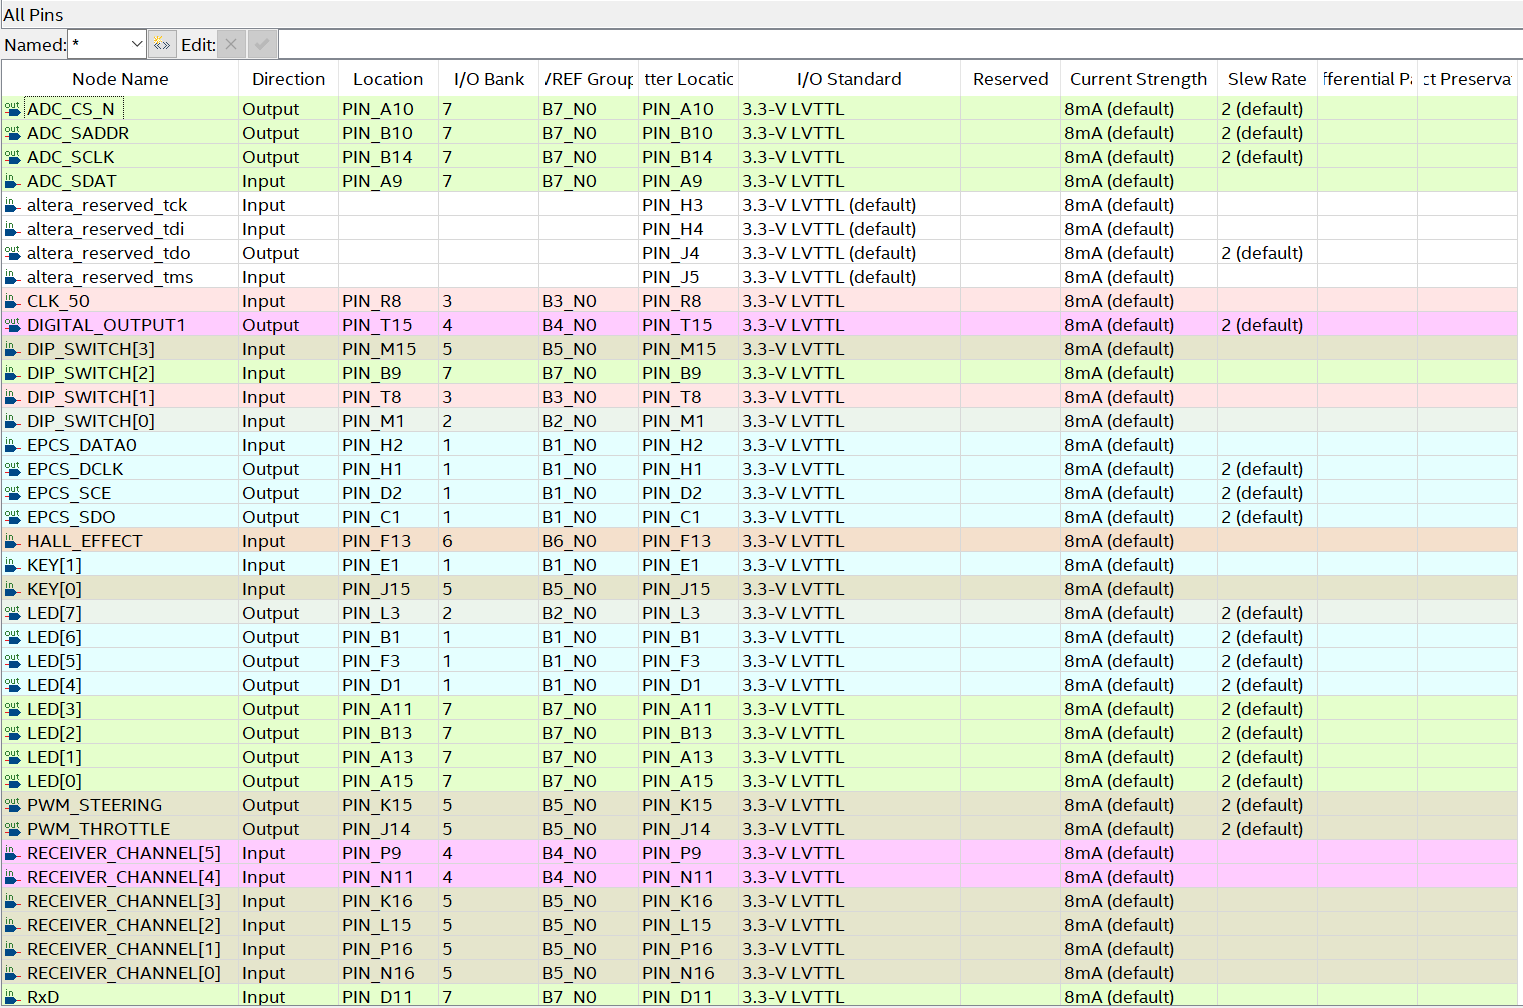 All Pins
Named: * «» Edit:
Node Name Direction Location I/O Bank VREF Group tter Locatic I/O Standard Reserved Current Strength Slew Rate fferential Pa ct Preserva
out ADC_CS_N Output PIN_A10 7 B7_N0 PIN_A10 3.3-V LVTTL 8mA (default) 2 (default)
out ADC_SADDR Output PIN_B10 7 B7_N0 PIN_B10 3.3-V LVTTL 8mA (default) 2 (default)
out ADC_SCLK Output PIN_B14 7 B7_N0 PIN_B14 3.3-V LVTTL 8mA (default) 2 (default)
in ADC_SDAT Input PIN_A9 7 B7_N0 PIN_A9 3.3-V LVTTL 8mA (default)
in altera_reserved_tck Input PIN_H3 3.3-V LVTTL (default) 8mA (default)
in altera_reserved_tdi Input PIN_H4 3.3-V LVTTL (default) 8mA (default)
out altera_reserved_tdo Output PIN_J4 3.3-V LVTTL (default) 8mA (default) 2 (default)
in altera_reserved_tms Input PIN_J5 3.3-V LVTTL (default) 8mA (default)
in CLK_50 Input PIN_R8 3 B3_N0 PIN_R8 3.3-V LVTTL 8mA (default)
out DIGITAL_OUTPUT1 Output PIN_T15 4 B4_N0 PIN_T15 3.3-V LVTTL 8mA (default) 2 (default)
in DIP_SWITCH[3] Input PIN_M15 5 B5_N0 PIN_M15 3.3-V LVTTL 8mA (default)
in DIP_SWITCH[2] Input PIN_B9 7 B7_N0 PIN_B9 3.3-V LVTTL 8mA (default)
in DIP_SWITCH[1] Input PIN_T8 3 B3_N0 PIN_T8 3.3-V LVTTL 8mA (default)
in DIP_SWITCH[0] Input PIN_M1 2 B2_N0 PIN_M1 3.3-V LVTTL 8mA (default)
in EPCS_DATA0 Input PIN_H2 1 B1_N0 PIN_H2 3.3-V LVTTL 8mA (default)
out EPCS_DCLK Output PIN_H1 1 B1_N0 PIN_H1 3.3-V LVTTL 8mA (default) 2 (default)
out EPCS_SCE Output PIN_D2 1 B1_N0 PIN_D2 3.3-V LVTTL 8mA (default) 2 (default)
out EPCS_SDO Output PIN_C1 1 B1_N0 PIN_C1 3.3-V LVTTL 8mA (default) 2 (default)
in HALL_EFFECT Input PIN_F13 6 B6_N0 PIN_F13 3.3-V LVTTL 8mA (default)
in KEY[1] Input PIN_E1 1 B1_N0 PIN_E1 3.3-V LVTTL 8mA (default)
in KEY[0] Input PIN_J15 5 B5_N0 PIN_J15 3.3-V LVTTL 8mA (default)
out LED[7] Output PIN_L3 2 B2_N0 PIN_L3 3.3-V LVTTL 8mA (default) 2 (default)
out LED[6] Output PIN_B1 1 B1_N0 PIN_B1 3.3-V LVTTL 8mA (default) 2 (default)
out LED[5] Output PIN_F3 1 B1_N0 PIN_F3 3.3-V LVTTL 8mA (default) 2 (default)
out LED[4] Output PIN_D1 1 B1_N0 PIN_D1 3.3-V LVTTL 8mA (default) 2 (default)
out LED[3] Output PIN_A11 7 B7_N0 PIN_A11 3.3-V LVTTL 8mA (default) 2 (default)
out LED[2] Output PIN_B13 7 B7_N0 PIN_B13 3.3-V LVTTL 8mA (default) 2 (default)
out LED[1] Output PIN_A13 7 B7_N0 PIN_A13 3.3-V LVTTL 8mA (default) 2 (default)
out LED[0] Output PIN_A15 7 B7_N0 PIN_A15 3.3-V LVTTL 8mA (default) 2 (default)
out PWM_STEERING Output PIN_K15 5 B5_N0 PIN_K15 3.3-V LVTTL 8mA (default) 2 (default)
out PWM_THROTTLE Output PIN_J14 5 B5_N0 PIN_J14 3.3-V LVTTL 8mA (default) 2 (default)
in RECEIVER_CHANNEL[5] Input PIN_P9 4 B4_N0 PIN_P9 3.3-V LVTTL 8mA (default)
in RECEIVER_CHANNEL[4] Input PIN_N11 4 B4_N0 PIN_N11 3.3-V LVTTL 8mA (default)
in RECEIVER_CHANNEL[3] Input PIN_K16 5 B5_N0 PIN_K16 3.3-V LVTTL 8mA (default)
in RECEIVER_CHANNEL[2] Input PIN_L15 5 B5_N0 PIN_L15 3.3-V LVTTL 8mA (default)
in RECEIVER_CHANNEL[1] Input PIN_P16 5 B5_N0 PIN_P16 3.3-V LVTTL 8mA (default)
in RECEIVER_CHANNEL[0] Input PIN_N16 5 B5_N0 PIN_N16 3.3-V LVTTL 8mA (default)
in RxD Input PIN_D11 7 B7_N0 PIN_D11 3.3-V LVTTL 8mA (default)